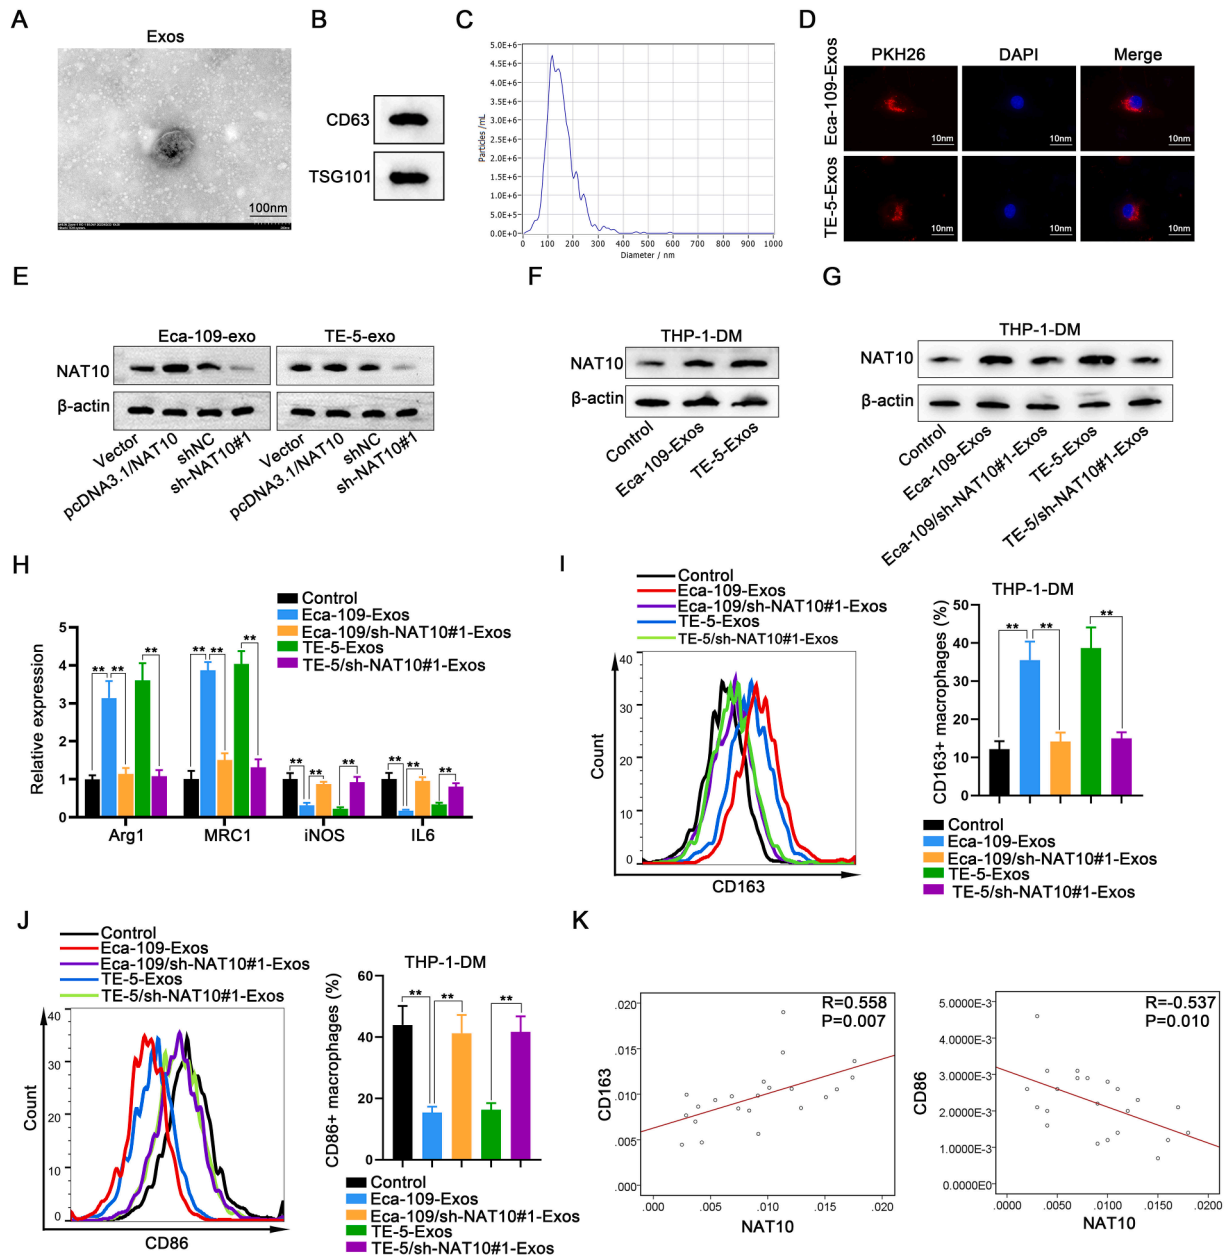 A
Exos
100nm
B
CD63
TSG101
C
Particles /mL
5.0E+6
4.5E+6
4.0E+6
3.5E+6
3.0E+6
2.5E+6
2.0E+6
1.5E+6
1.0E+6
5.0E+5
0.0E+0
0 100 200 300 400 500 600 700 800 900 1000
Diameter / nm
D
PKH26 DAPI Merge
Eca-109-Exos
10nm 10nm 10nm
TE-5-Exos
10nm 10nm 10nm
E
Eca-109-exo TE-5-exo
NAT10
β-actin
Vector pcDNA3.1/NAT10 shNC sh-NAT10#1
Vector pcDNA3.1/NAT10 shNC sh-NAT10#1
F
THP-1-DM
NAT10
β-actin
Control Eca-109-Exos TE-5-Exos
G
THP-1-DM
NAT10
β-actin
Control Eca-109-Exos Eca-109/sh-NAT10#1-Exos TE-5-Exos TE-5/sh-NAT10#1-Exos
H
Control
Eca-109-Exos
Eca-109/sh-NAT10#1-Exos
TE-5-Exos
TE-5/sh-NAT10#1-Exos
Relative expression
5
4
3
2
1
0
** ** ** ** ** ** ** ** ** ** ** **
Arg1 MRC1 iNOS IL6
I
Control
Eca-109-Exos
Eca-109/sh-NAT10#1-Exos
TE-5-Exos
TE-5/sh-NAT10#1-Exos
Count
40
30
20
10
0
CD163
THP-1-DM
CD163+ macrophages (%)
50
40
30
20
10
0
** ** **
Control
Eca-109-Exos
Eca-109/sh-NAT10#1-Exos
TE-5-Exos
TE-5/sh-NAT10#1-Exos
J
Control
Eca-109-Exos
Eca-109/sh-NAT10#1-Exos
TE-5-Exos
TE-5/sh-NAT10#1-Exos
Count
40
30
20
10
0
CD86
THP-1-DM
CD86+ macrophages (%)
60
40
20
0
** ** **
Control
Eca-109-Exos
Eca-109/sh-NAT10#1-Exos
TE-5-Exos
TE-5/sh-NAT10#1-Exos
K
R=0.558
P=0.007
CD163
.020
.015
.010
.005
.000
.000 .005 .010 .015 .020
NAT10
R=-0.537
P=0.010
CD86
5.0000E-3
4.0000E-3
3.0000E-3
2.0000E-3
1.0000E-3
0.0000E0
.0000 .0050 .0100 .0150 .0200
NAT10